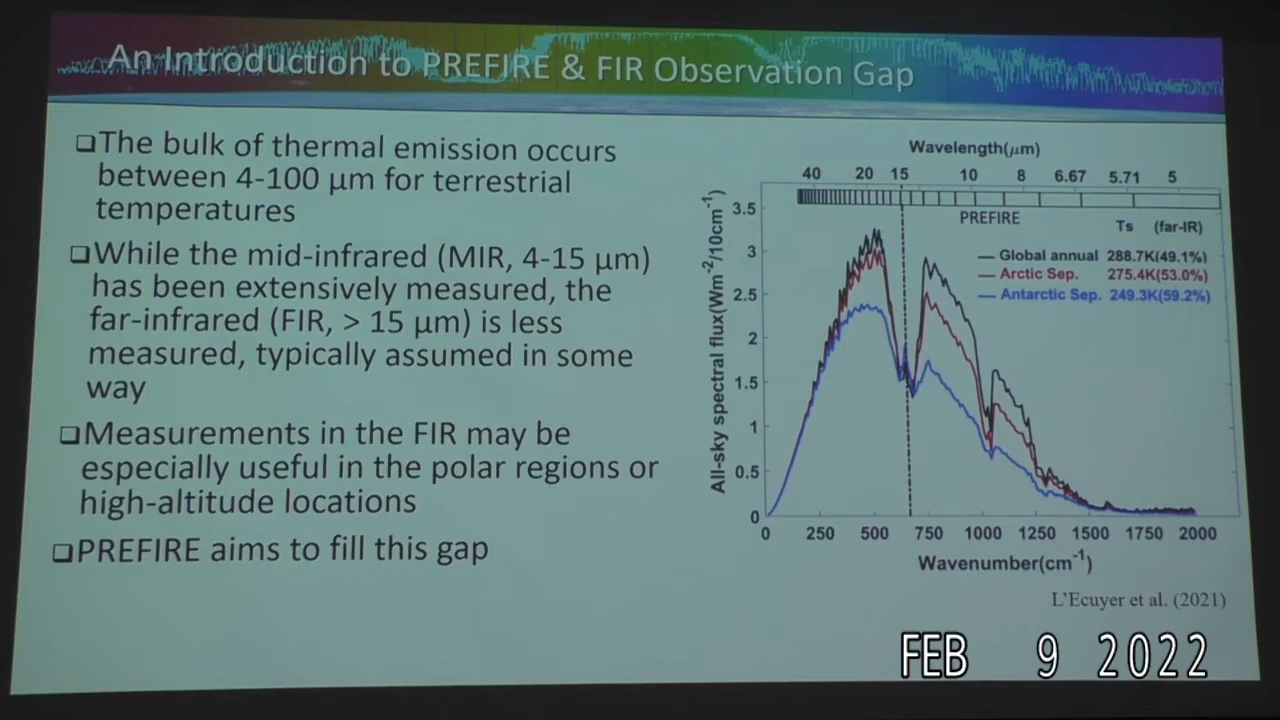 An Introduction to PREFIRE & FIR Observation Gap
❑The bulk of thermal emission occurs
between 4-100 μm for terrestrial
temperatures
❑While the mid-infrared (MIR, 4-15 μm)
has been extensively measured, the
far-infrared (FIR, > 15 μm) is less
measured, typically assumed in some
way
❑Measurements in the FIR may be
especially useful in the polar regions or
high-altitude locations
❑PREFIRE aims to fill this gap
Wavelength(μm)
40 20 15 10 8 6.67 5.71 5
PREFIRE
Ts (far-IR)
Global annual 288.7K(49.1%)
Arctic Sep. 275.4K(53.0%)
Antarctic Sep. 249.3K(59.2%)
All-sky spectral flux(Wm⁻²/10cm⁻¹)
3.5
3
2.5
2
1.5
1
0.5
0
0 250 500 750 1000 1250 1500 1750 2000
Wavenumber(cm⁻¹)
L'Ecuyer et al. (2021)
FEB 9 2022